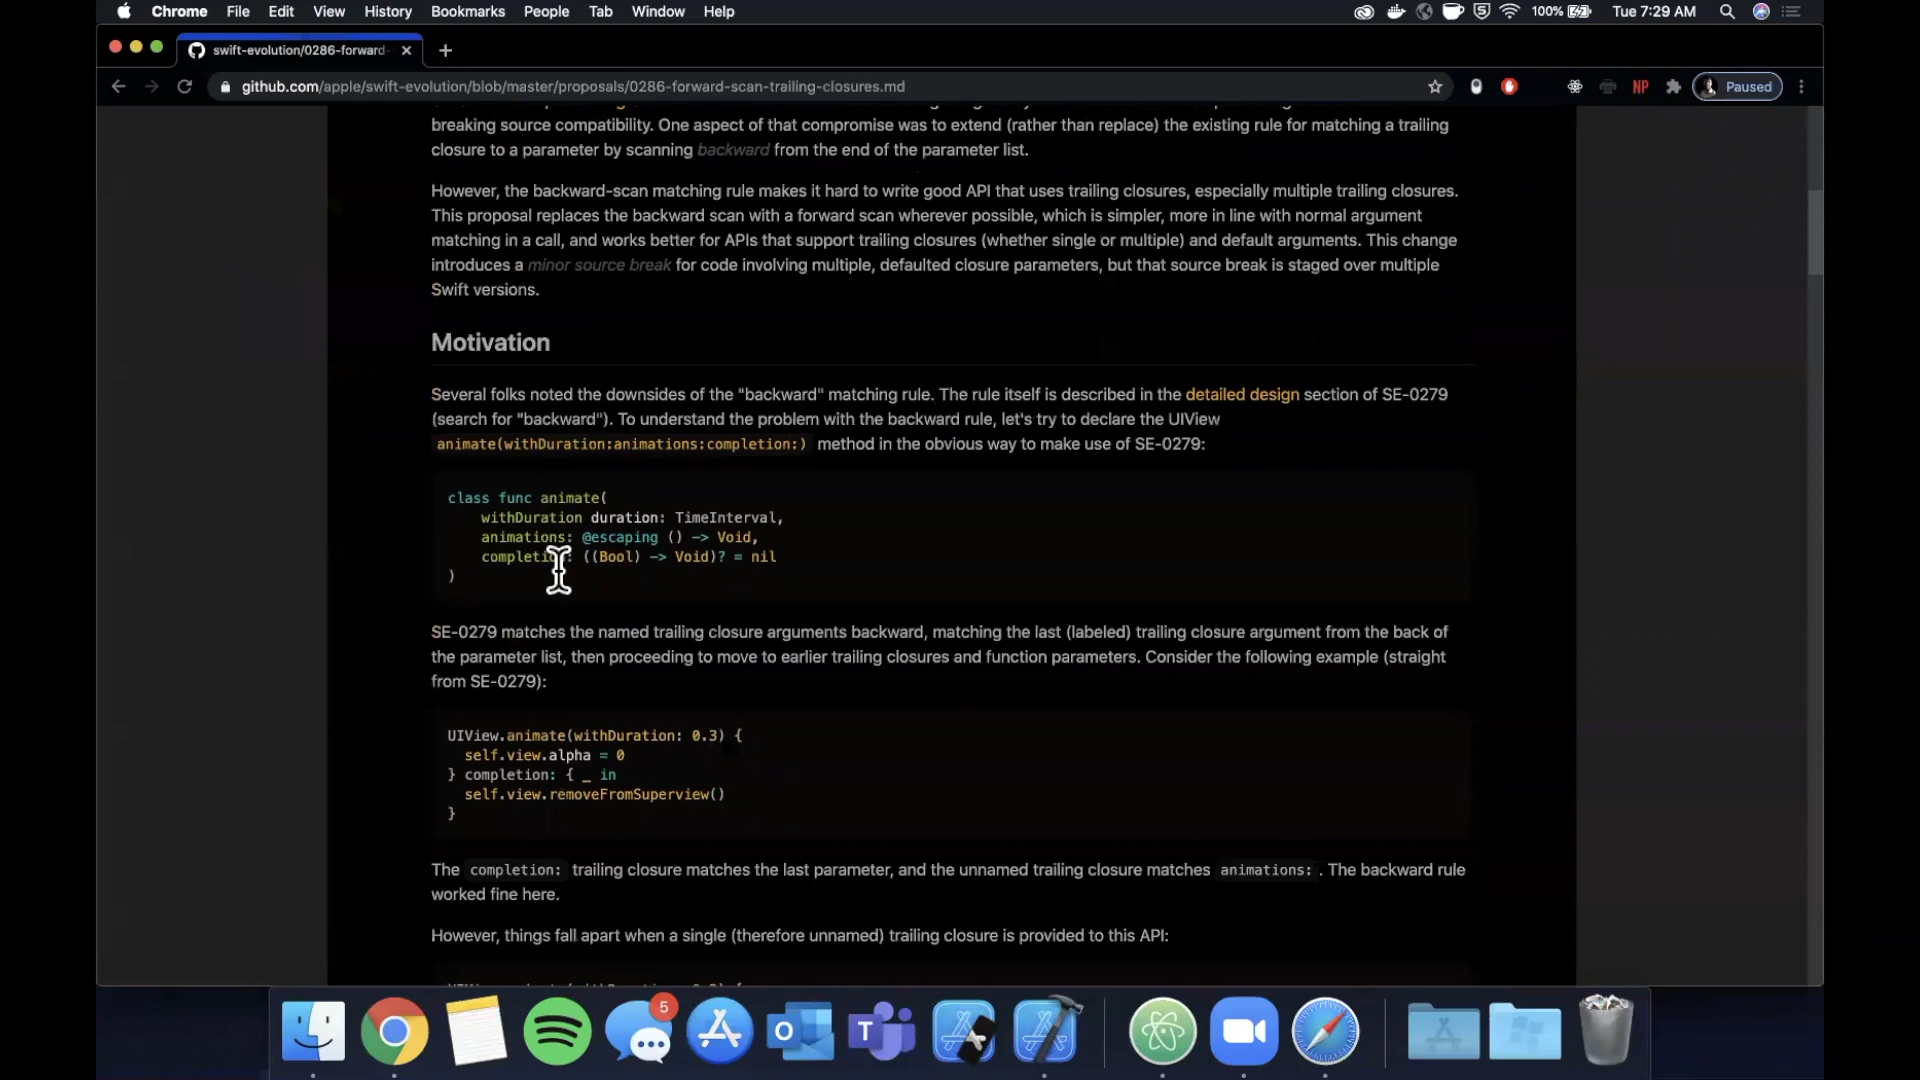 Chrome File Edit View History Bookmarks People Tab Window Help
100% Tue 7:29 AM
swift-evolution/0286-forward-
github.com/apple/swift-evolution/blob/master/proposals/0286-forward-scan-trailing-closures.md
NP
Paused
breaking source compatibility. One aspect of that compromise was to extend (rather than replace) the existing rule for matching a trailing
closure to a parameter by scanning backward from the end of the parameter list.
However, the backward-scan matching rule makes it hard to write good API that uses trailing closures, especially multiple trailing closures.
This proposal replaces the backward scan with a forward scan wherever possible, which is simpler, more in line with normal argument
matching in a call, and works better for APIs that support trailing closures (whether single or multiple) and default arguments. This change
introduces a minor source break for code involving multiple, defaulted closure parameters, but that source break is staged over multiple
Swift versions.
Motivation
Several folks noted the downsides of the "backward" matching rule. The rule itself is described in the detailed design section of SE-0279
(search for "backward"). To understand the problem with the backward rule, let's try to declare the UIView
animate(withDuration:animations:completion:) method in the obvious way to make use of SE-0279:
class func animate(
withDuration duration: TimeInterval,
animations: @escaping () -> Void,
completion: ((Bool) -> Void)? = nil
)
SE-0279 matches the named trailing closure arguments backward, matching the last (labeled) trailing closure argument from the back of
the parameter list, then proceeding to move to earlier trailing closures and function parameters. Consider the following example (straight
from SE-0279):
UIView.animate(withDuration: 0.3) {
self.view.alpha = 0
} completion: { _ in
self.view.removeFromSuperview()
}
The completion: trailing closure matches the last parameter, and the unnamed trailing closure matches animations: . The backward rule
worked fine here.
However, things fall apart when a single (therefore unnamed) trailing closure is provided to this API:
5